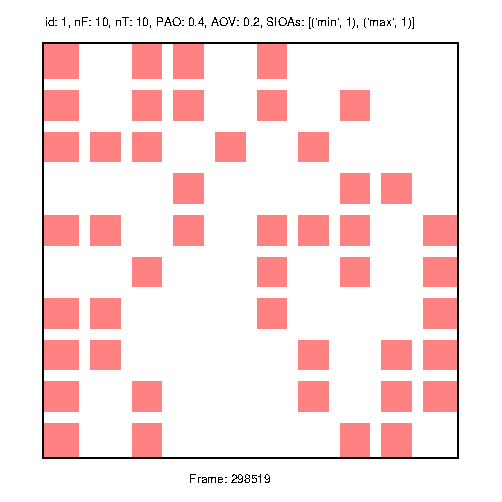 id: 1, nF: 10, nT: 10, PAO: 0.4, AOV: 0.2, SIOAs: [('min', 1), ('max', 1)]
Frame: 298519